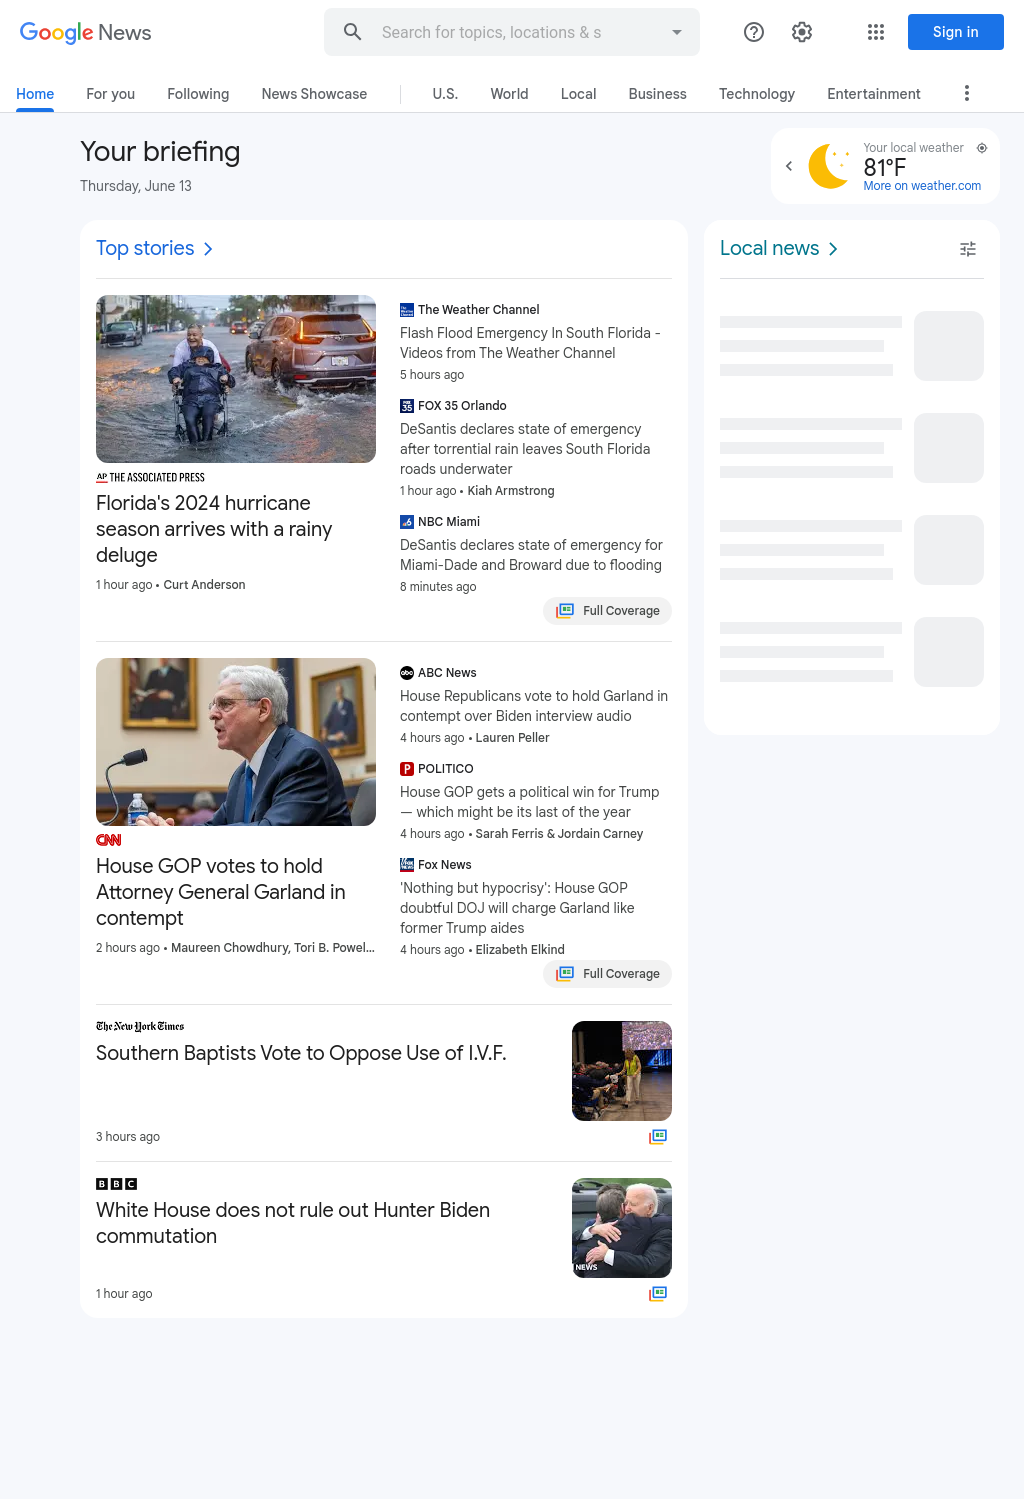 Google News
Search for topics, locations & s
Sign in
Home
For you
Following
News Showcase
U.S.
World
Local
Business
Technology
Entertainment
Your briefing
Thursday, June 13
Your local weather
81°F
More on weather.com
Top stories
AP THE ASSOCIATED PRESS
Florida's 2024 hurricane
season arrives with a rainy
deluge
1 hour ago • Curt Anderson
The Weather Channel
Flash Flood Emergency In South Florida -
Videos from The Weather Channel
5 hours ago
FOX 35 Orlando
DeSantis declares state of emergency
after torrential rain leaves South Florida
roads underwater
1 hour ago • Kiah Armstrong
NBC Miami
DeSantis declares state of emergency for
Miami-Dade and Broward due to flooding
8 minutes ago
Full Coverage
CNN
House GOP votes to hold
Attorney General Garland in
contempt
2 hours ago • Maureen Chowdhury, Tori B. Powel...
abc ABC News
House Republicans vote to hold Garland in
contempt over Biden interview audio
4 hours ago • Lauren Peller
P POLITICO
House GOP gets a political win for Trump
— which might be its last of the year
4 hours ago • Sarah Ferris & Jordain Carney
Fox News
'Nothing but hypocrisy': House GOP
doubtful DOJ will charge Garland like
former Trump aides
4 hours ago • Elizabeth Elkind
Full Coverage
The New York Times
Southern Baptists Vote to Oppose Use of I.V.F.
3 hours ago
BBC
White House does not rule out Hunter Biden
commutation
NEWS
1 hour ago
Local news